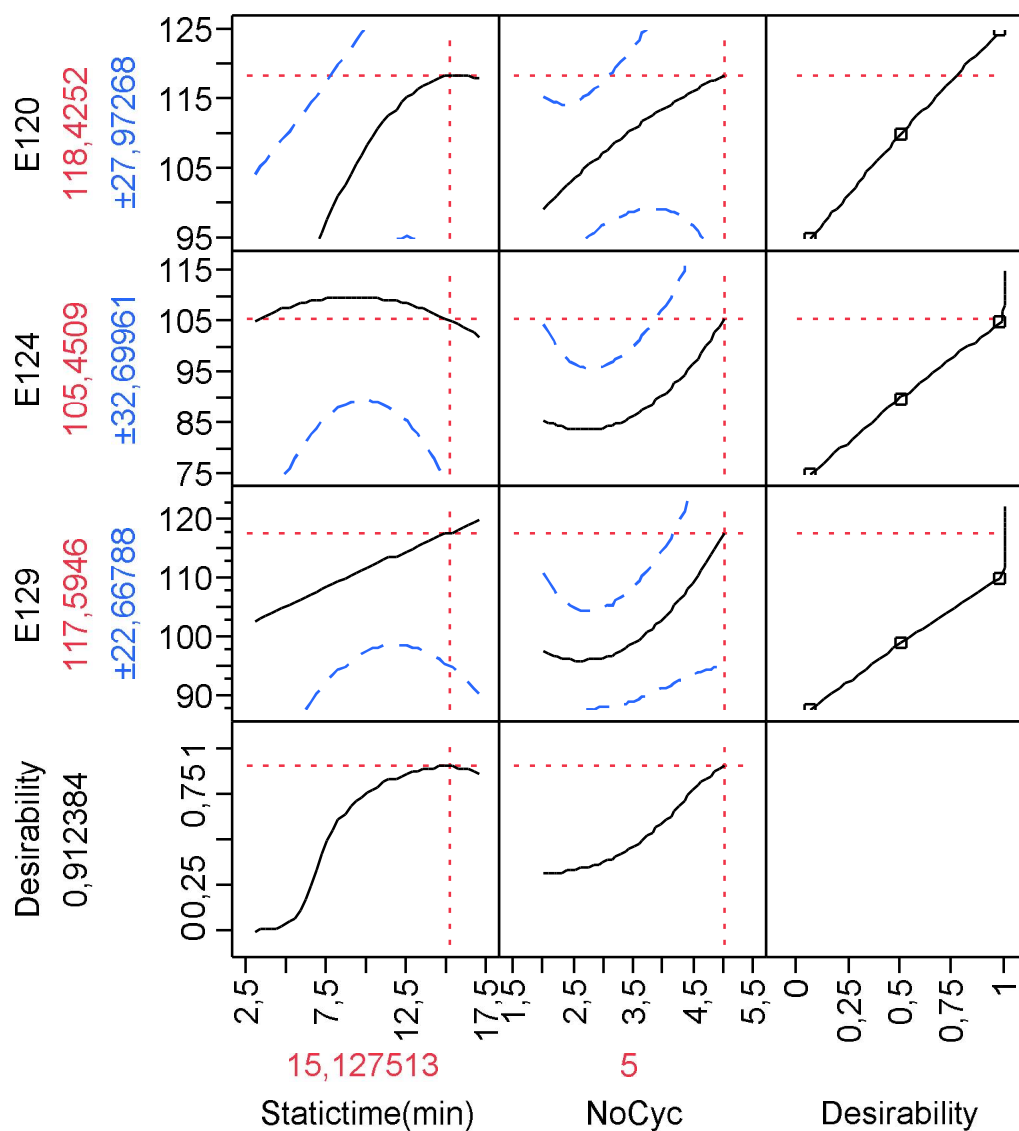 E120
118,4252
±27,97268
125
115
105
95
E124
105,4509
±32,69961
115
105
95
85
75
E129
117,5946
±22,66788
120
110
100
90
Desirability
0,912384
00,25 0,751
2,5 7,5 12,5 17,5
15,127513
Statictime(min)
1,5 2,5 3,5 4,5 5,5
5
NoCyc
0 0,25 0,5 0,75 1
Desirability